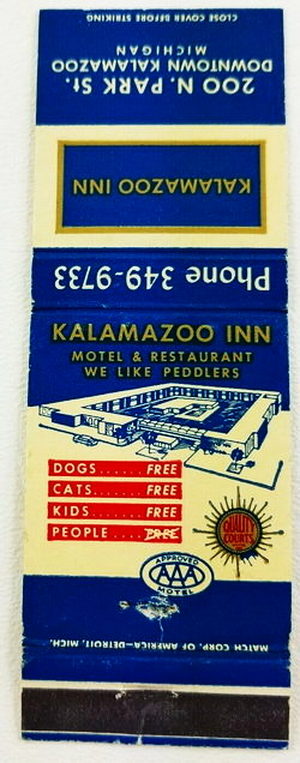 CLOSE COVER BEFORE STRIKING
200 N. PARK St.
DOWNTOWN KALAMAZOO
MICHIGAN
KALAMAZOO INN
Phone 349-9733
KALAMAZOO INN
MOTEL & RESTAURANT
WE LIKE PEDDLERS
DOGS...... FREE
CATS....... FREE
KIDS....... FREE
PEOPLE.... FREE
QUALITY
COURTS
APPROVED
AAA
MOTEL
MATCH CORP. OF AMERICA—DETROIT, MICH.